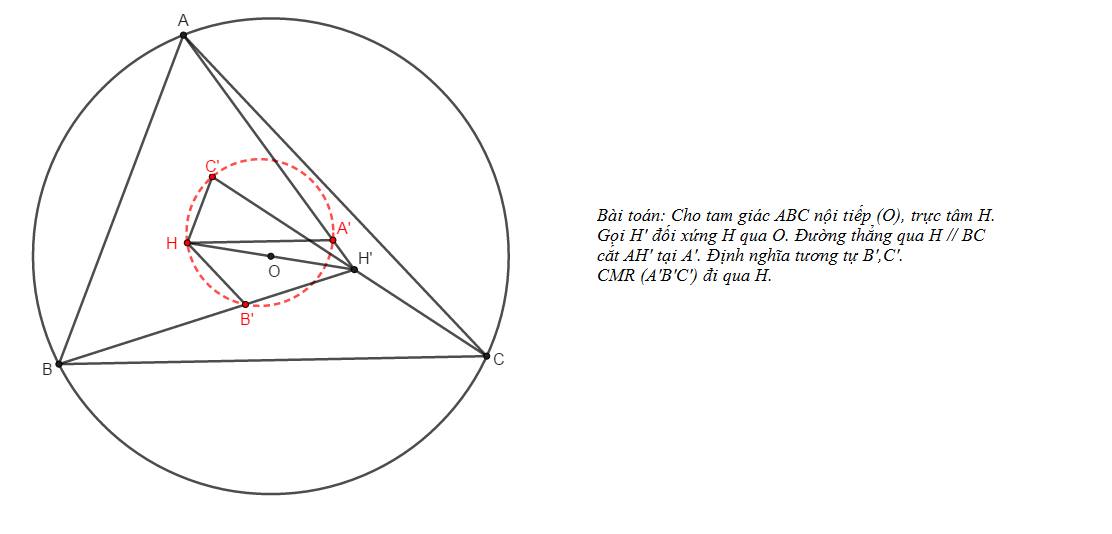 A
C'
A'
H
H'
O
B'
B
C
Bài toán: Cho tam giác ABC nội tiếp (O), trực tâm H.
Gọi H' đối xứng H qua O. Đường thẳng qua H // BC
cắt AH' tại A'. Định nghĩa tương tự B',C'.
CMR (A'B'C') đi qua H.